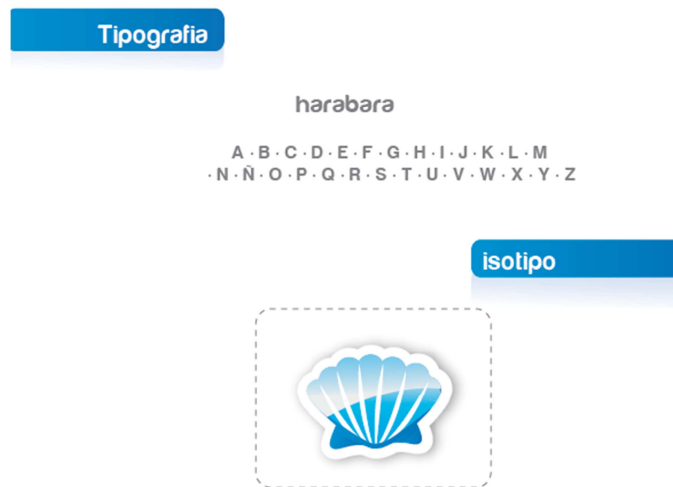 Tipografia
harabara
A · B · C · D · E · F · G · H · I · J · K · L · M
· N · Ñ · O · P · Q · R · S · T · U · V · W · X · Y · Z
isotipo